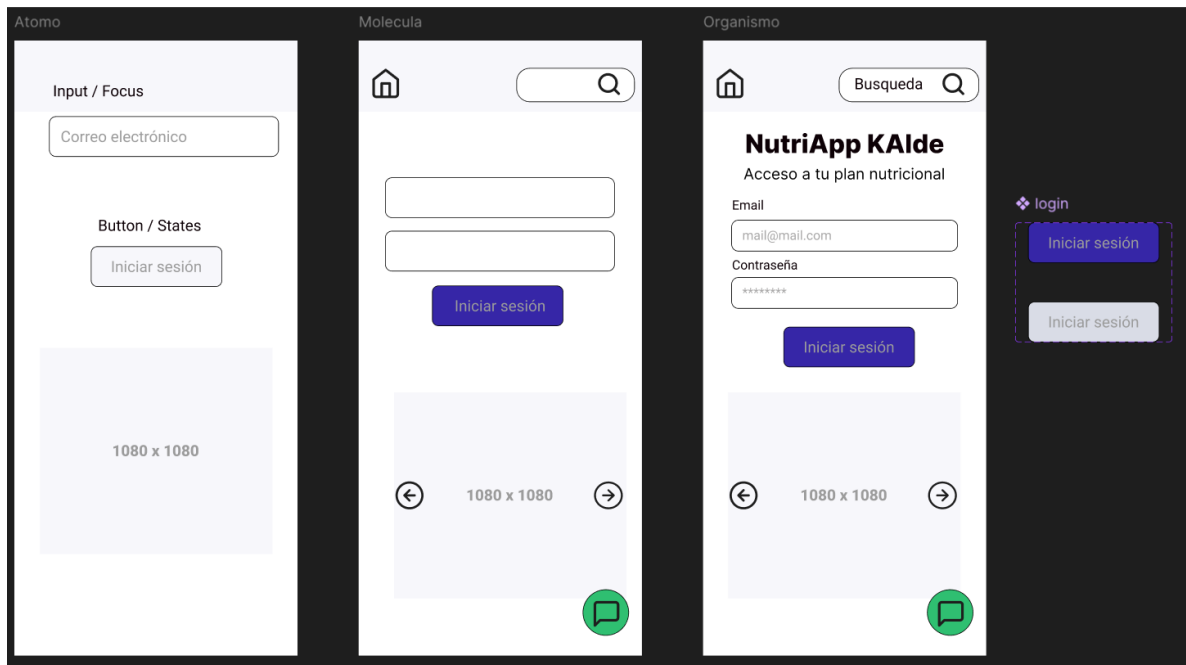 Atomo
Input / Focus
Correo electrónico
Button / States
Iniciar sesión
1080 x 1080
Molecula
Iniciar sesión
1080 x 1080
Organismo
Busqueda
NutriApp KAlde
Acceso a tu plan nutricional
Email
mail@mail.com
Contraseña
********
Iniciar sesión
1080 x 1080
login
Iniciar sesión
Iniciar sesión